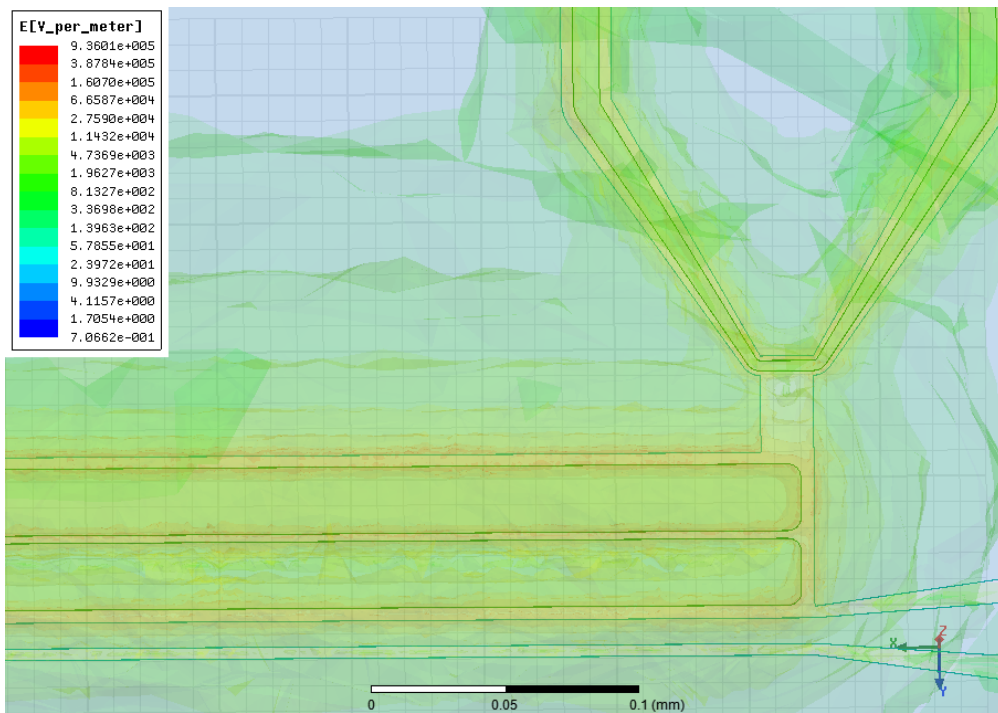 E[V_per_meter]
9.3601e+005
3.8784e+005
1.6070e+005
6.6587e+004
2.7590e+004
1.1432e+004
4.7369e+003
1.9627e+003
8.1327e+002
3.3698e+002
1.3963e+002
5.7855e+001
2.3972e+001
9.9329e+000
4.1157e+000
1.7054e+000
7.0662e-001
Z
X
Y
0
0.05
0.1 (mm)